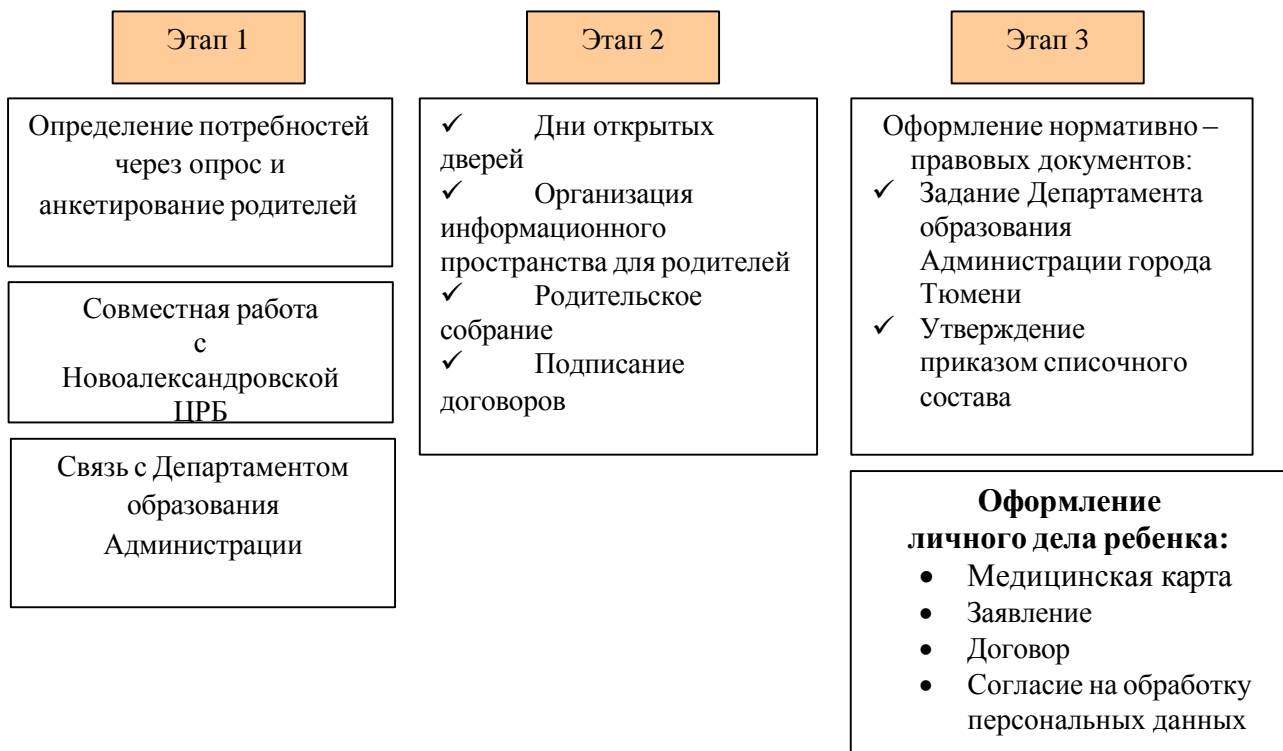 Этап 1
Определение потребностей
через опрос и
анкетирование родителей
Совместная работа
с
Новоалександровской
ЦРБ
Связь с Департаментом
образования
Администрации
Этап 2
✓ Дни открытых
дверей
✓ Организация
информационного
пространства для родителей
✓ Родительское
собрание
✓ Подписание
договоров
Этап 3
Оформление нормативно –
правовых документов:
✓ Задание Департамента
образования
Администрации города
Тюмени
✓ Утверждение
приказом списочного
состава
Оформление
личного дела ребенка:
• Медицинская карта
• Заявление
• Договор
• Согласие на обработку
персональных данных